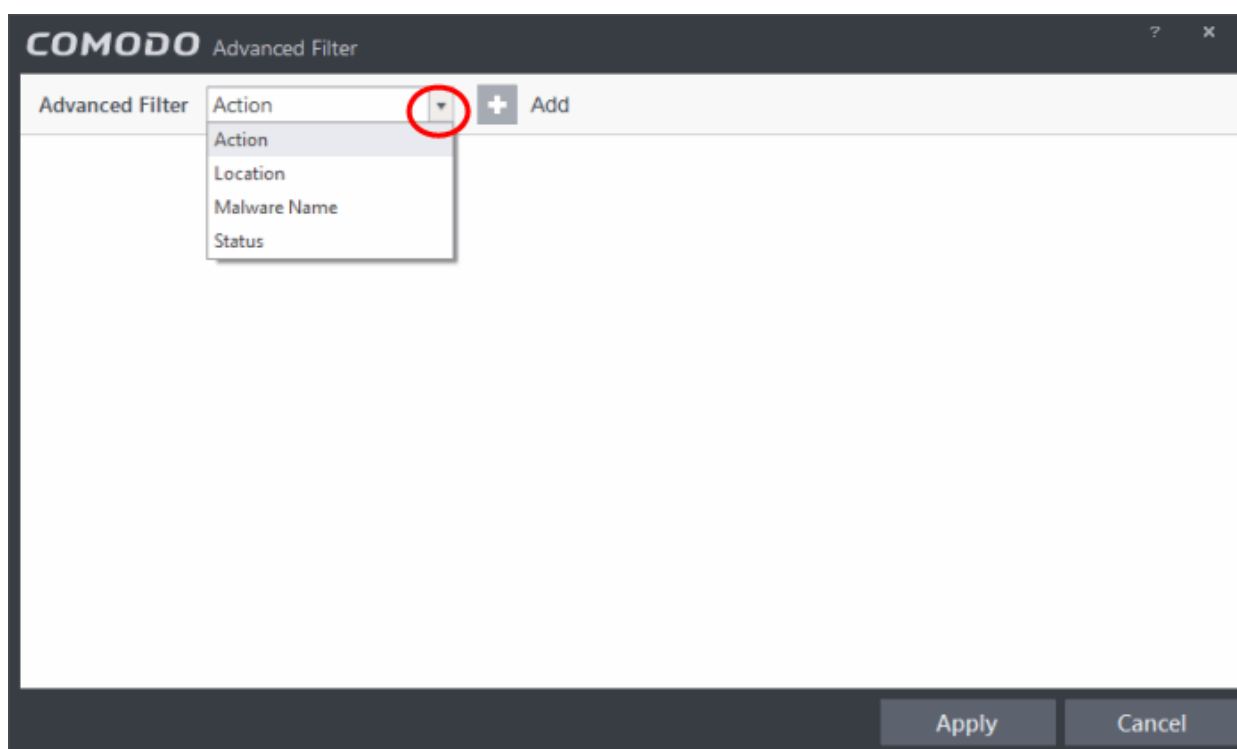 COMODO Advanced Filter ? ×
Advanced Filter Action + Add
Action
Location
Malware Name
Status
Apply Cancel